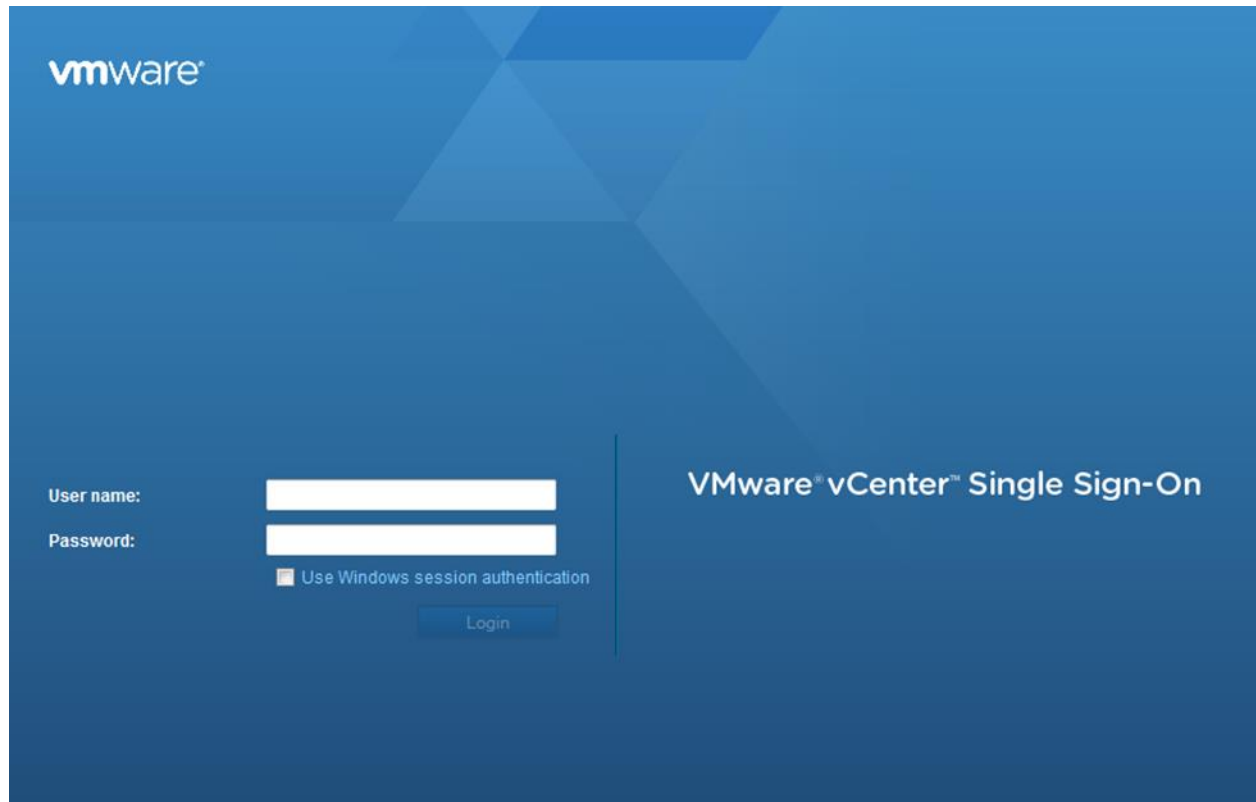 vmware®
User name:
Password:
Use Windows session authentication
Login
VMware® vCenter™ Single Sign-On